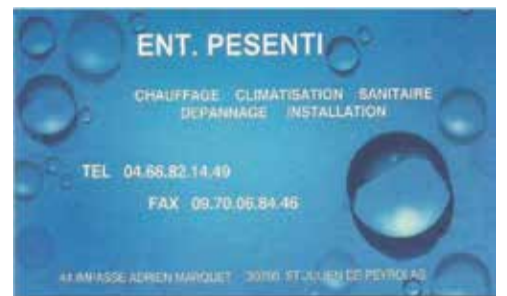 ENT. PESENTI
CHAUFFAGE CLIMATISATION SANITAIRE
DEPANNAGE INSTALLATION
TEL 04.66.82.14.49
FAX 09.70.06.84.46
44 IMPASSE ADRIEN MARQUET ST JULIEN DE PEYROLAS